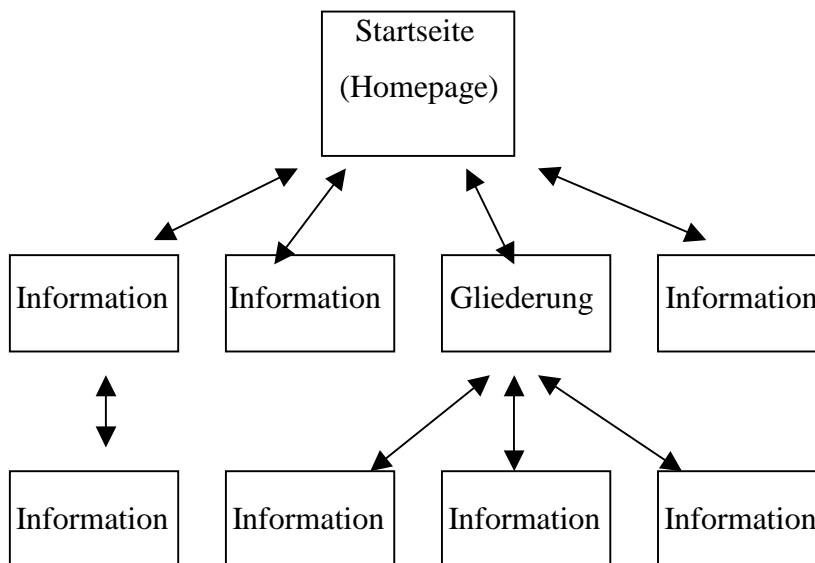 Startseite
(Homepage)
Information Information Gliederung Information
Information Information Information Information